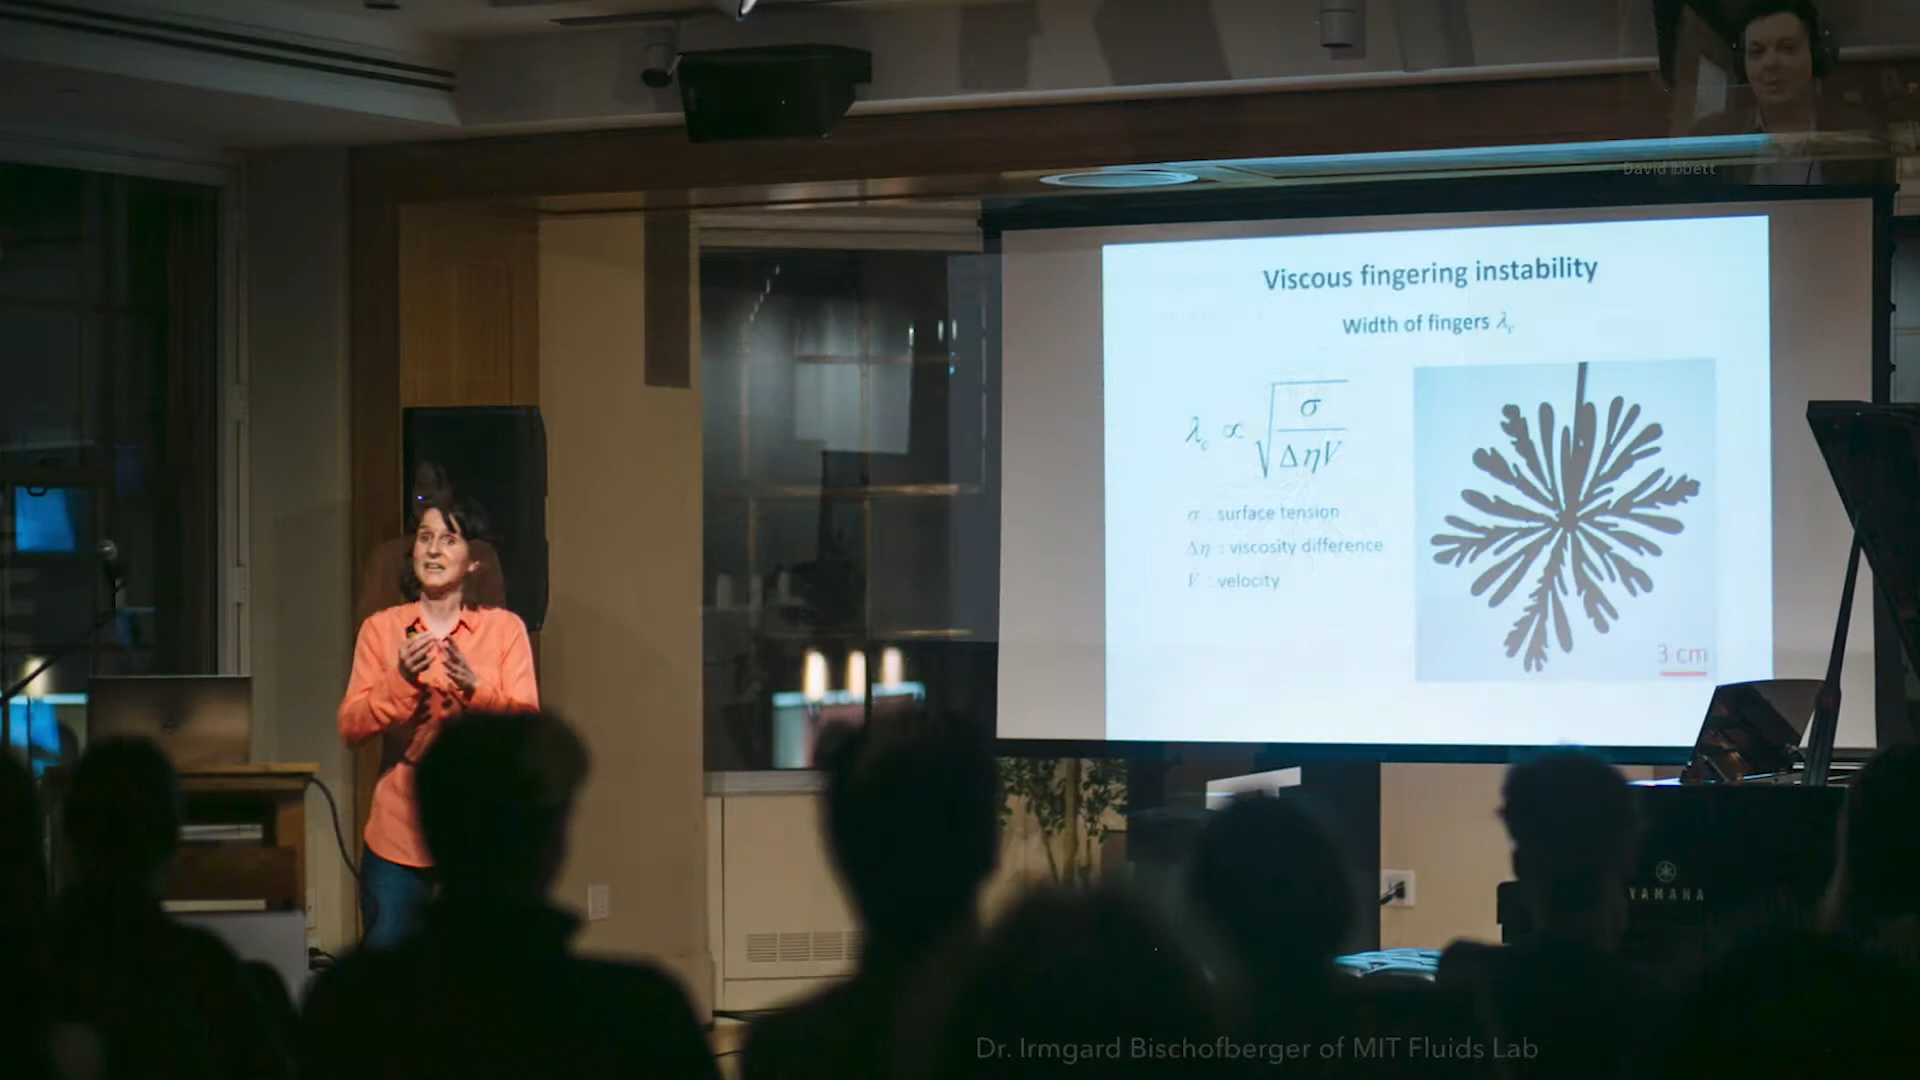 David Ibbett
Viscous fingering instability
Width of fingers λc
λc ∝ √σ/ΔηV
σ : surface tension
Δη : viscosity difference
V : velocity
3 cm
YAMAHA
Dr. Irmgard Bischofberger of MIT Fluids Lab